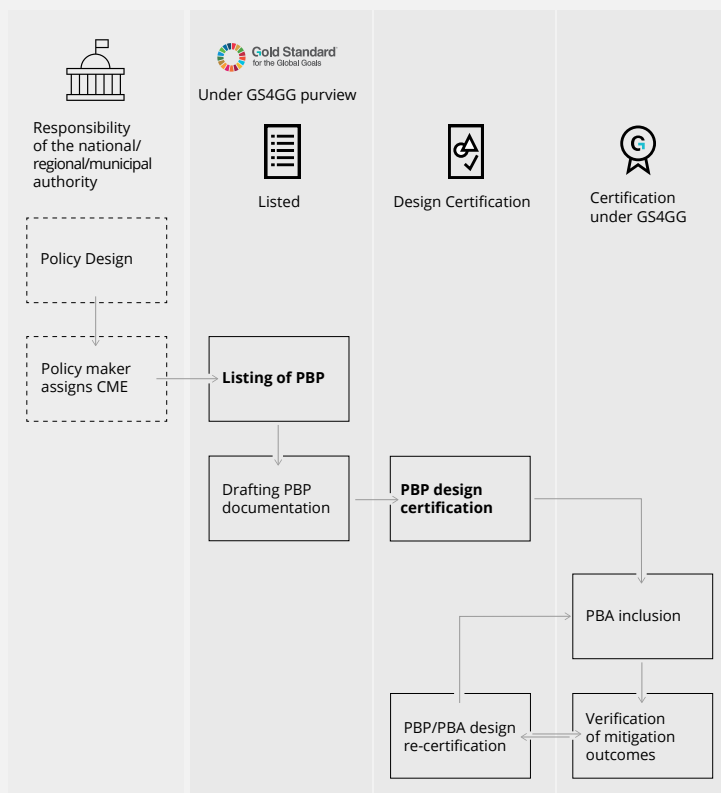 Responsibility
of the national/
regional/municipal
authority
Gold Standard
for the Global Goals
Under GS4GG purview
Listed
Design Certification
G
Certification
under GS4GG
Policy Design
Policy maker
assigns CME
Listing of PBP
Drafting PBP
documentation
PBP design
certification
PBA inclusion
PBP/PBA design
re-certification
Verification
of mitigation
outcomes